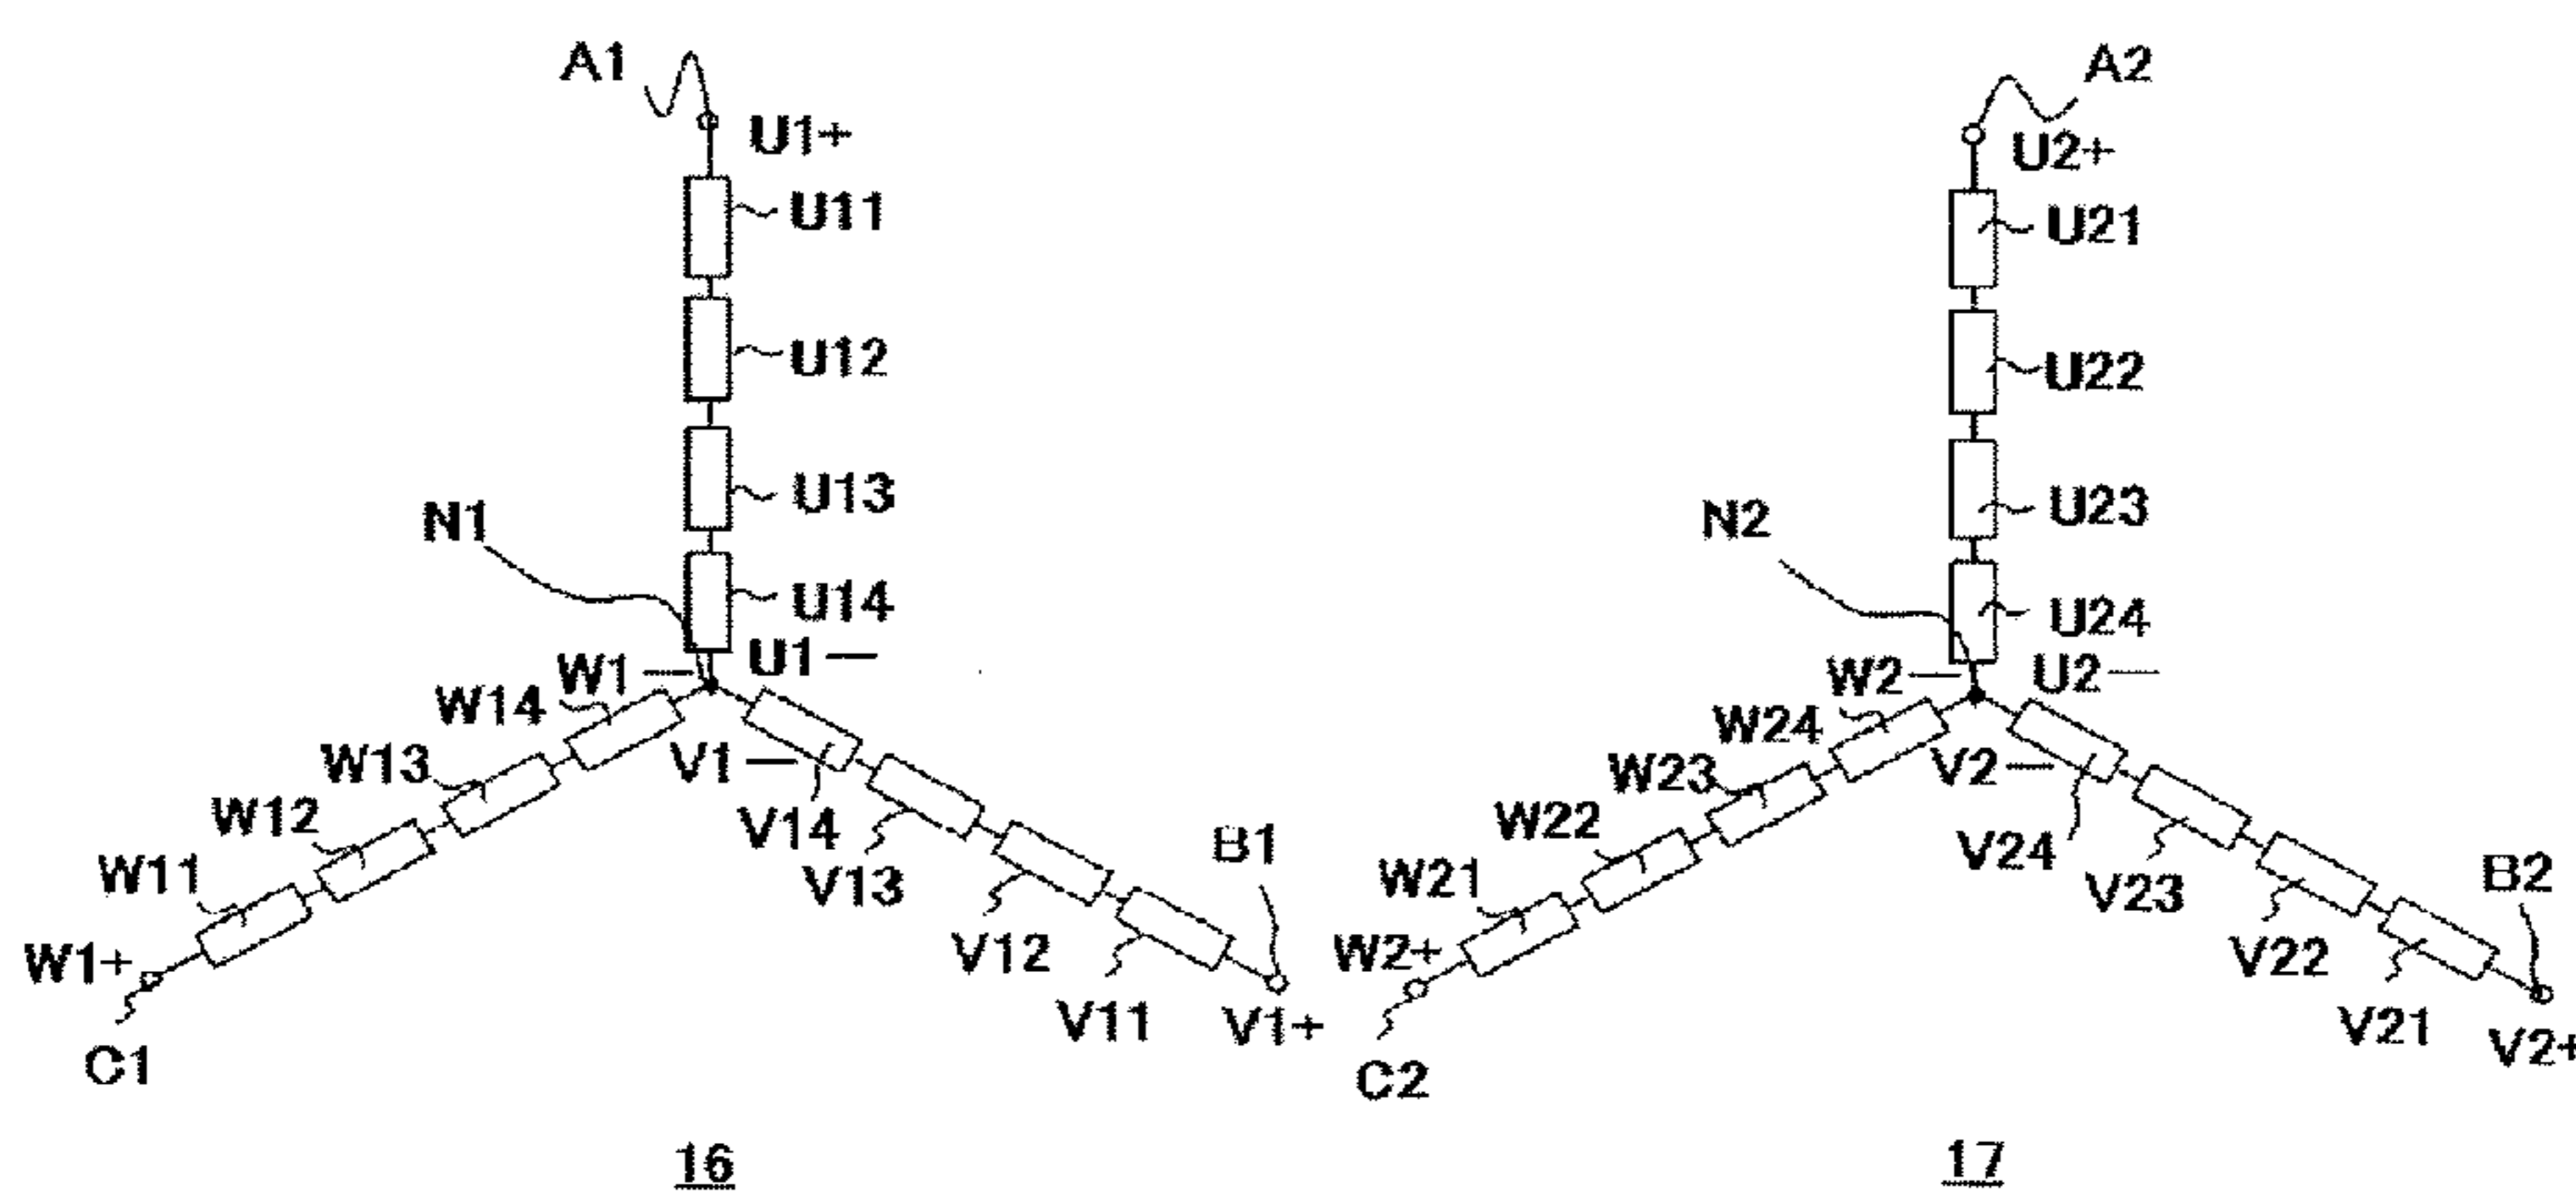 A1
U1+
U11
U12
U13
N1
U14
U1—
W1—
W14
W13
W12
W11
W1+
C1
V1—
V14
V13
V12
V11
B1
V1+
16
A2
U2+
U21
U22
U23
N2
U24
U2—
W2—
W24
W23
W22
W21
W2+
C2
V2—
V24
V23
V22
V21
B2
V2+
17